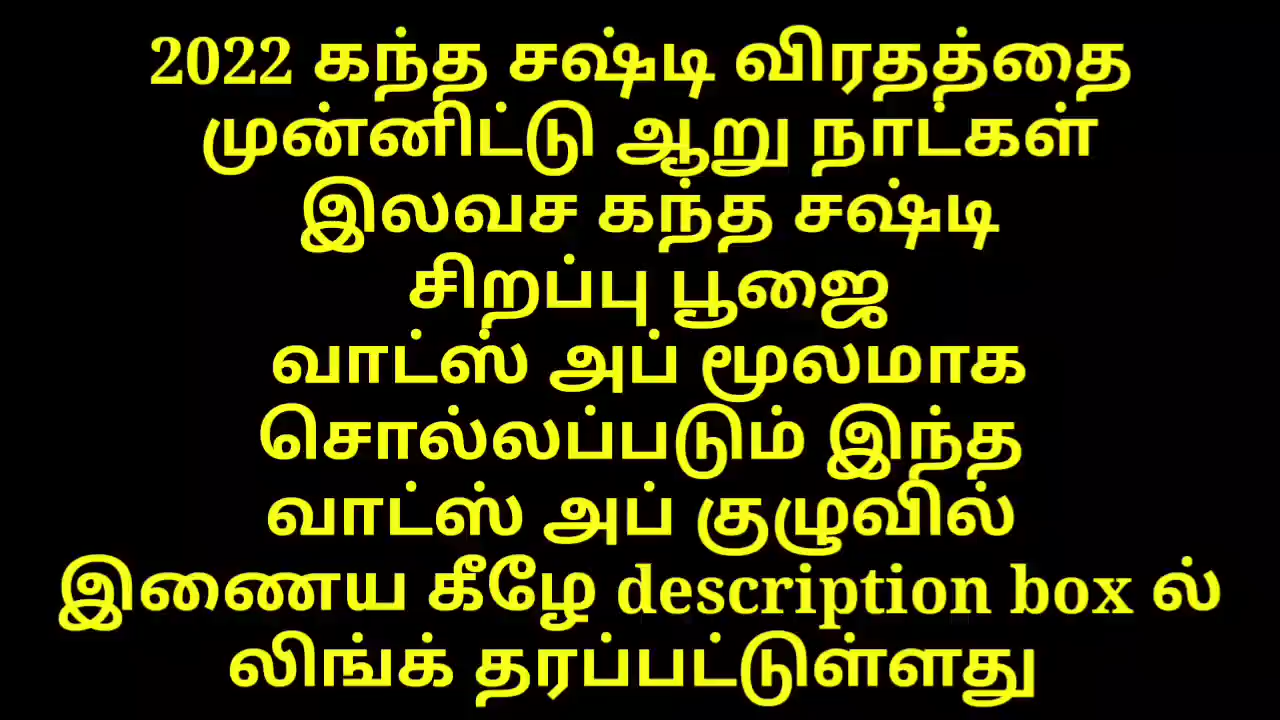 2022 கந்த சஷ்டி விரதத்தை
முன்னிட்டு ஆறு நாட்கள்
இலவச கந்த சஷ்டி
சிறப்பு பூஜை
வாட்ஸ் அப் மூலமாக
சொல்லப்படும் இந்த
வாட்ஸ் அப் குழுவில்
இணைய கீழே description box ல்
லிங்க் தரப்பட்டுள்ளது